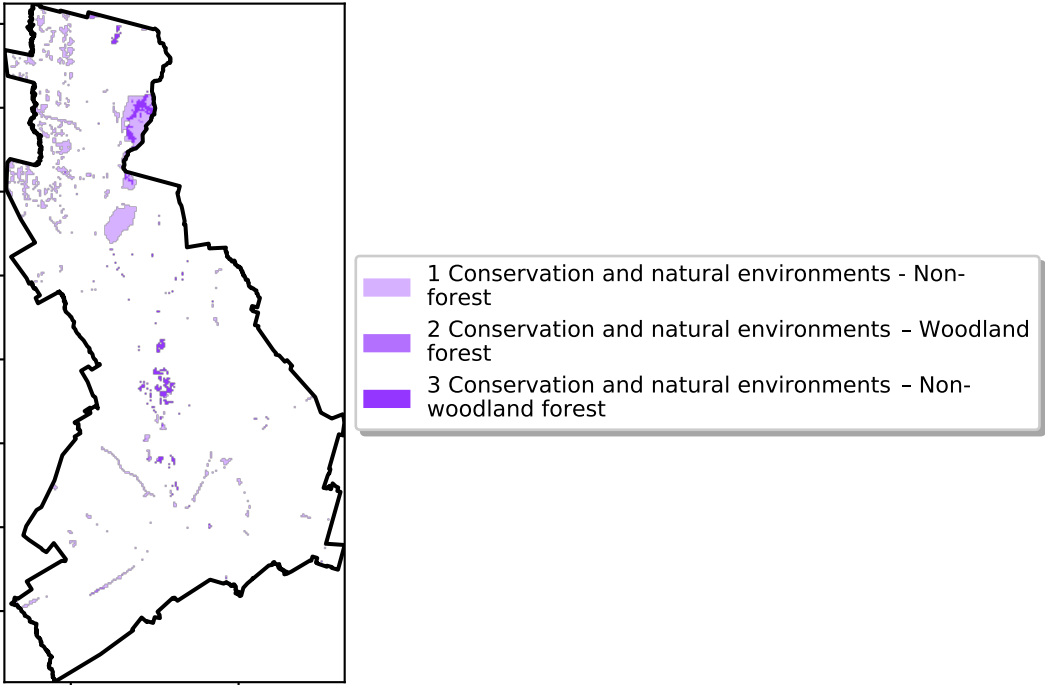 1 Conservation and natural environments - Non-
forest
2 Conservation and natural environments – Woodland
forest
3 Conservation and natural environments – Non-
woodland forest